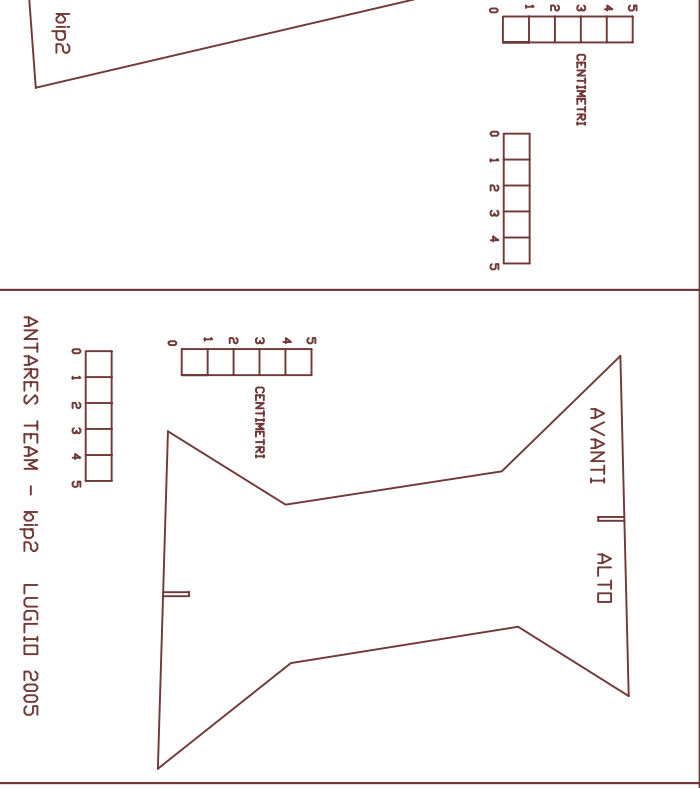 bip2
0 1 2 3 4 5
CENTIMETRI
0 1 2 3 4 5
0 1 2 3 4 5
CENTIMETRI
0 1 2 3 4 5
AVANTI ALTO
ANTARES TEAM - bip2 LUGLIO 2005